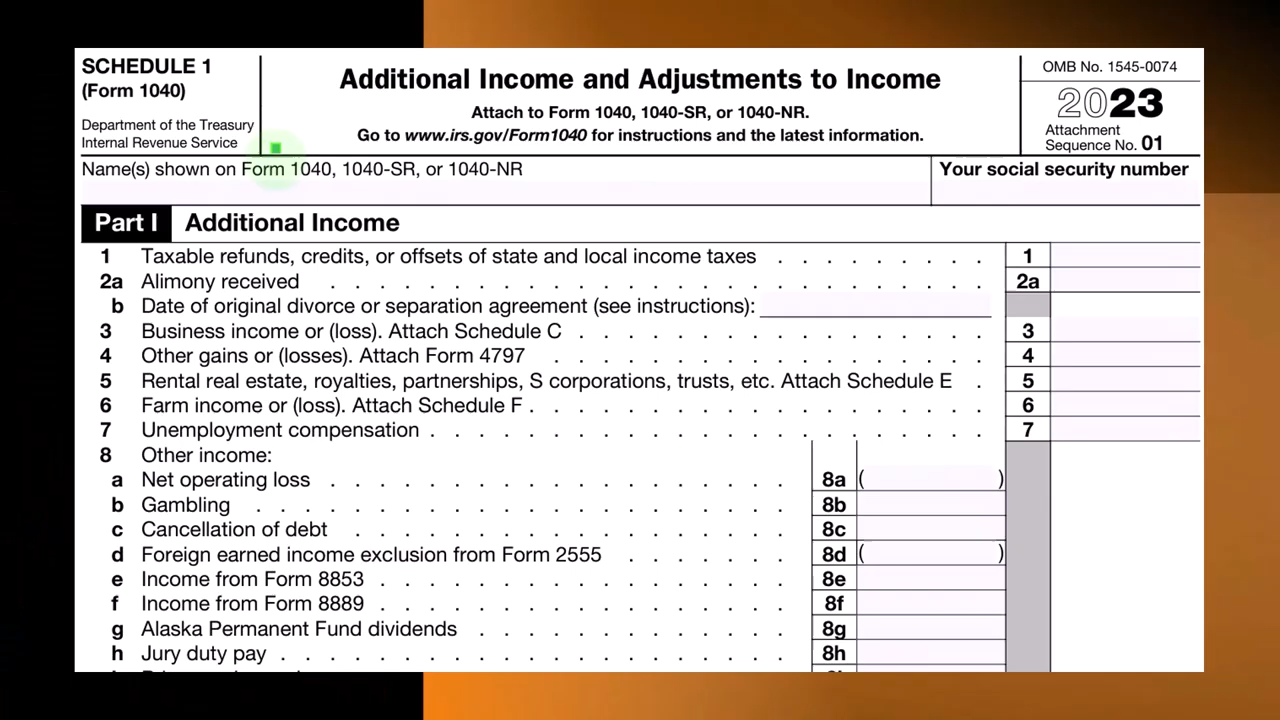 SCHEDULE 1
(Form 1040)
Department of the Treasury
Internal Revenue Service
Additional Income and Adjustments to Income
Attach to Form 1040, 1040-SR, or 1040-NR.
Go to www.irs.gov/Form1040 for instructions and the latest information.
OMB No. 1545-0074
2023
Attachment
Sequence No. 01
Name(s) shown on Form 1040, 1040-SR, or 1040-NR
Your social security number
Part I Additional Income
1 Taxable refunds, credits, or offsets of state and local income taxes . . . . . . . . . 1
2a Alimony received . . . . . . . . . . . . . . . . . . . . . . . . . . . 2a
b Date of original divorce or separation agreement (see instructions):
3 Business income or (loss). Attach Schedule C . . . . . . . . . . . . . . . . . 3
4 Other gains or (losses). Attach Form 4797 . . . . . . . . . . . . . . . . . . 4
5 Rental real estate, royalties, partnerships, S corporations, trusts, etc. Attach Schedule E . 5
6 Farm income or (loss). Attach Schedule F . . . . . . . . . . . . . . . . . . . 6
7 Unemployment compensation . . . . . . . . . . . . . . . . . . . . . . . 7
8 Other income:
a Net operating loss . . . . . . . . . . . . . . . . . . . 8a ( )
b Gambling . . . . . . . . . . . . . . . . . . . . . . 8b
c Cancellation of debt . . . . . . . . . . . . . . . . . . 8c
d Foreign earned income exclusion from Form 2555 . . . . . . . 8d ( )
e Income from Form 8853 . . . . . . . . . . . . . . . . . 8e
f Income from Form 8889 . . . . . . . . . . . . . . . . . 8f
g Alaska Permanent Fund dividends . . . . . . . . . . . . . 8g
h Jury duty pay . . . . . . . . . . . . . . . . . . . . . 8h